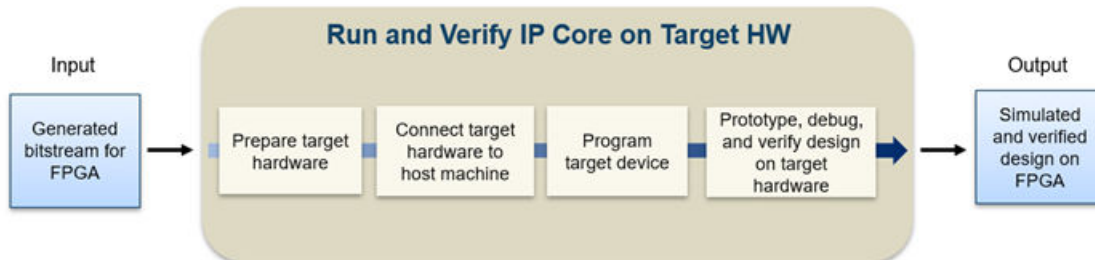 Run and Verify IP Core on Target HW
Input
Generated
bitstream for
FPGA
Prepare target
hardware
Connect target
hardware to
host machine
Program
target device
Prototype, debug,
and verify design
on target
hardware
Output
Simulated
and verified
design on
FPGA